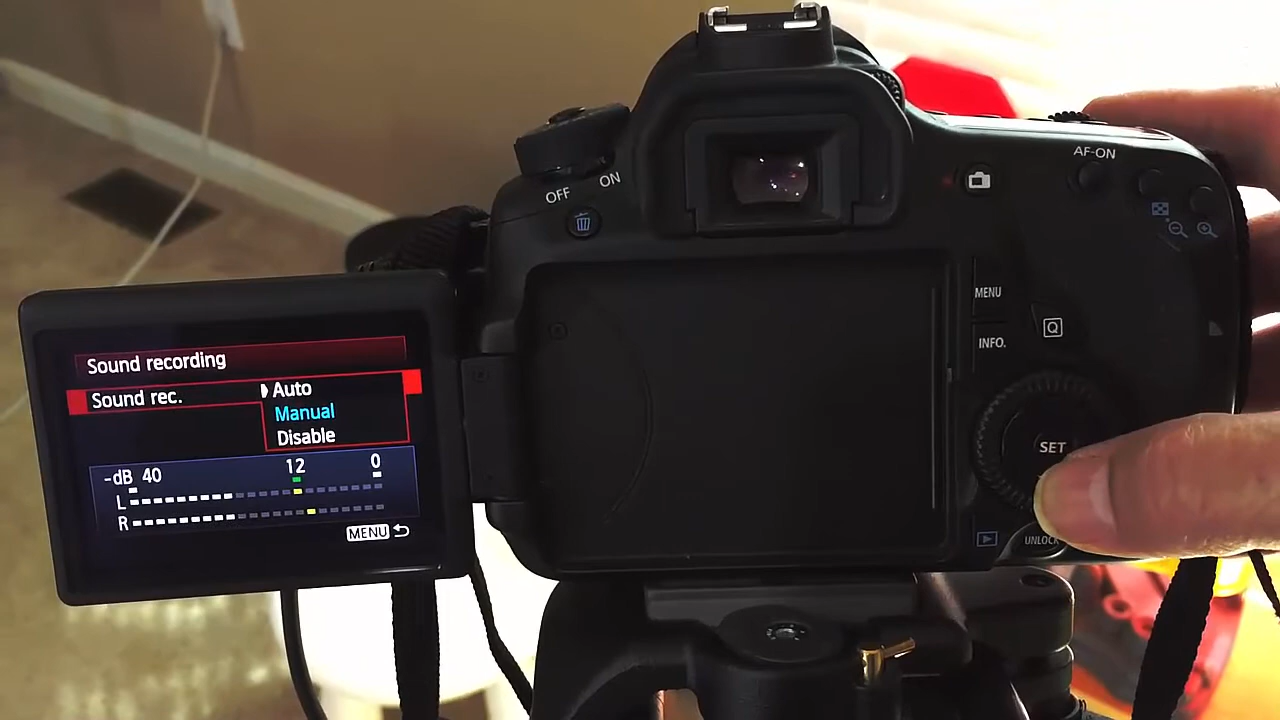 Sound recording
Sound rec.
Auto
Manual
Disable
-dB 40 12 0
L
R
MENU
OFF ON
AF-ON
MENU
INFO.
Q
SET
UNLOCK